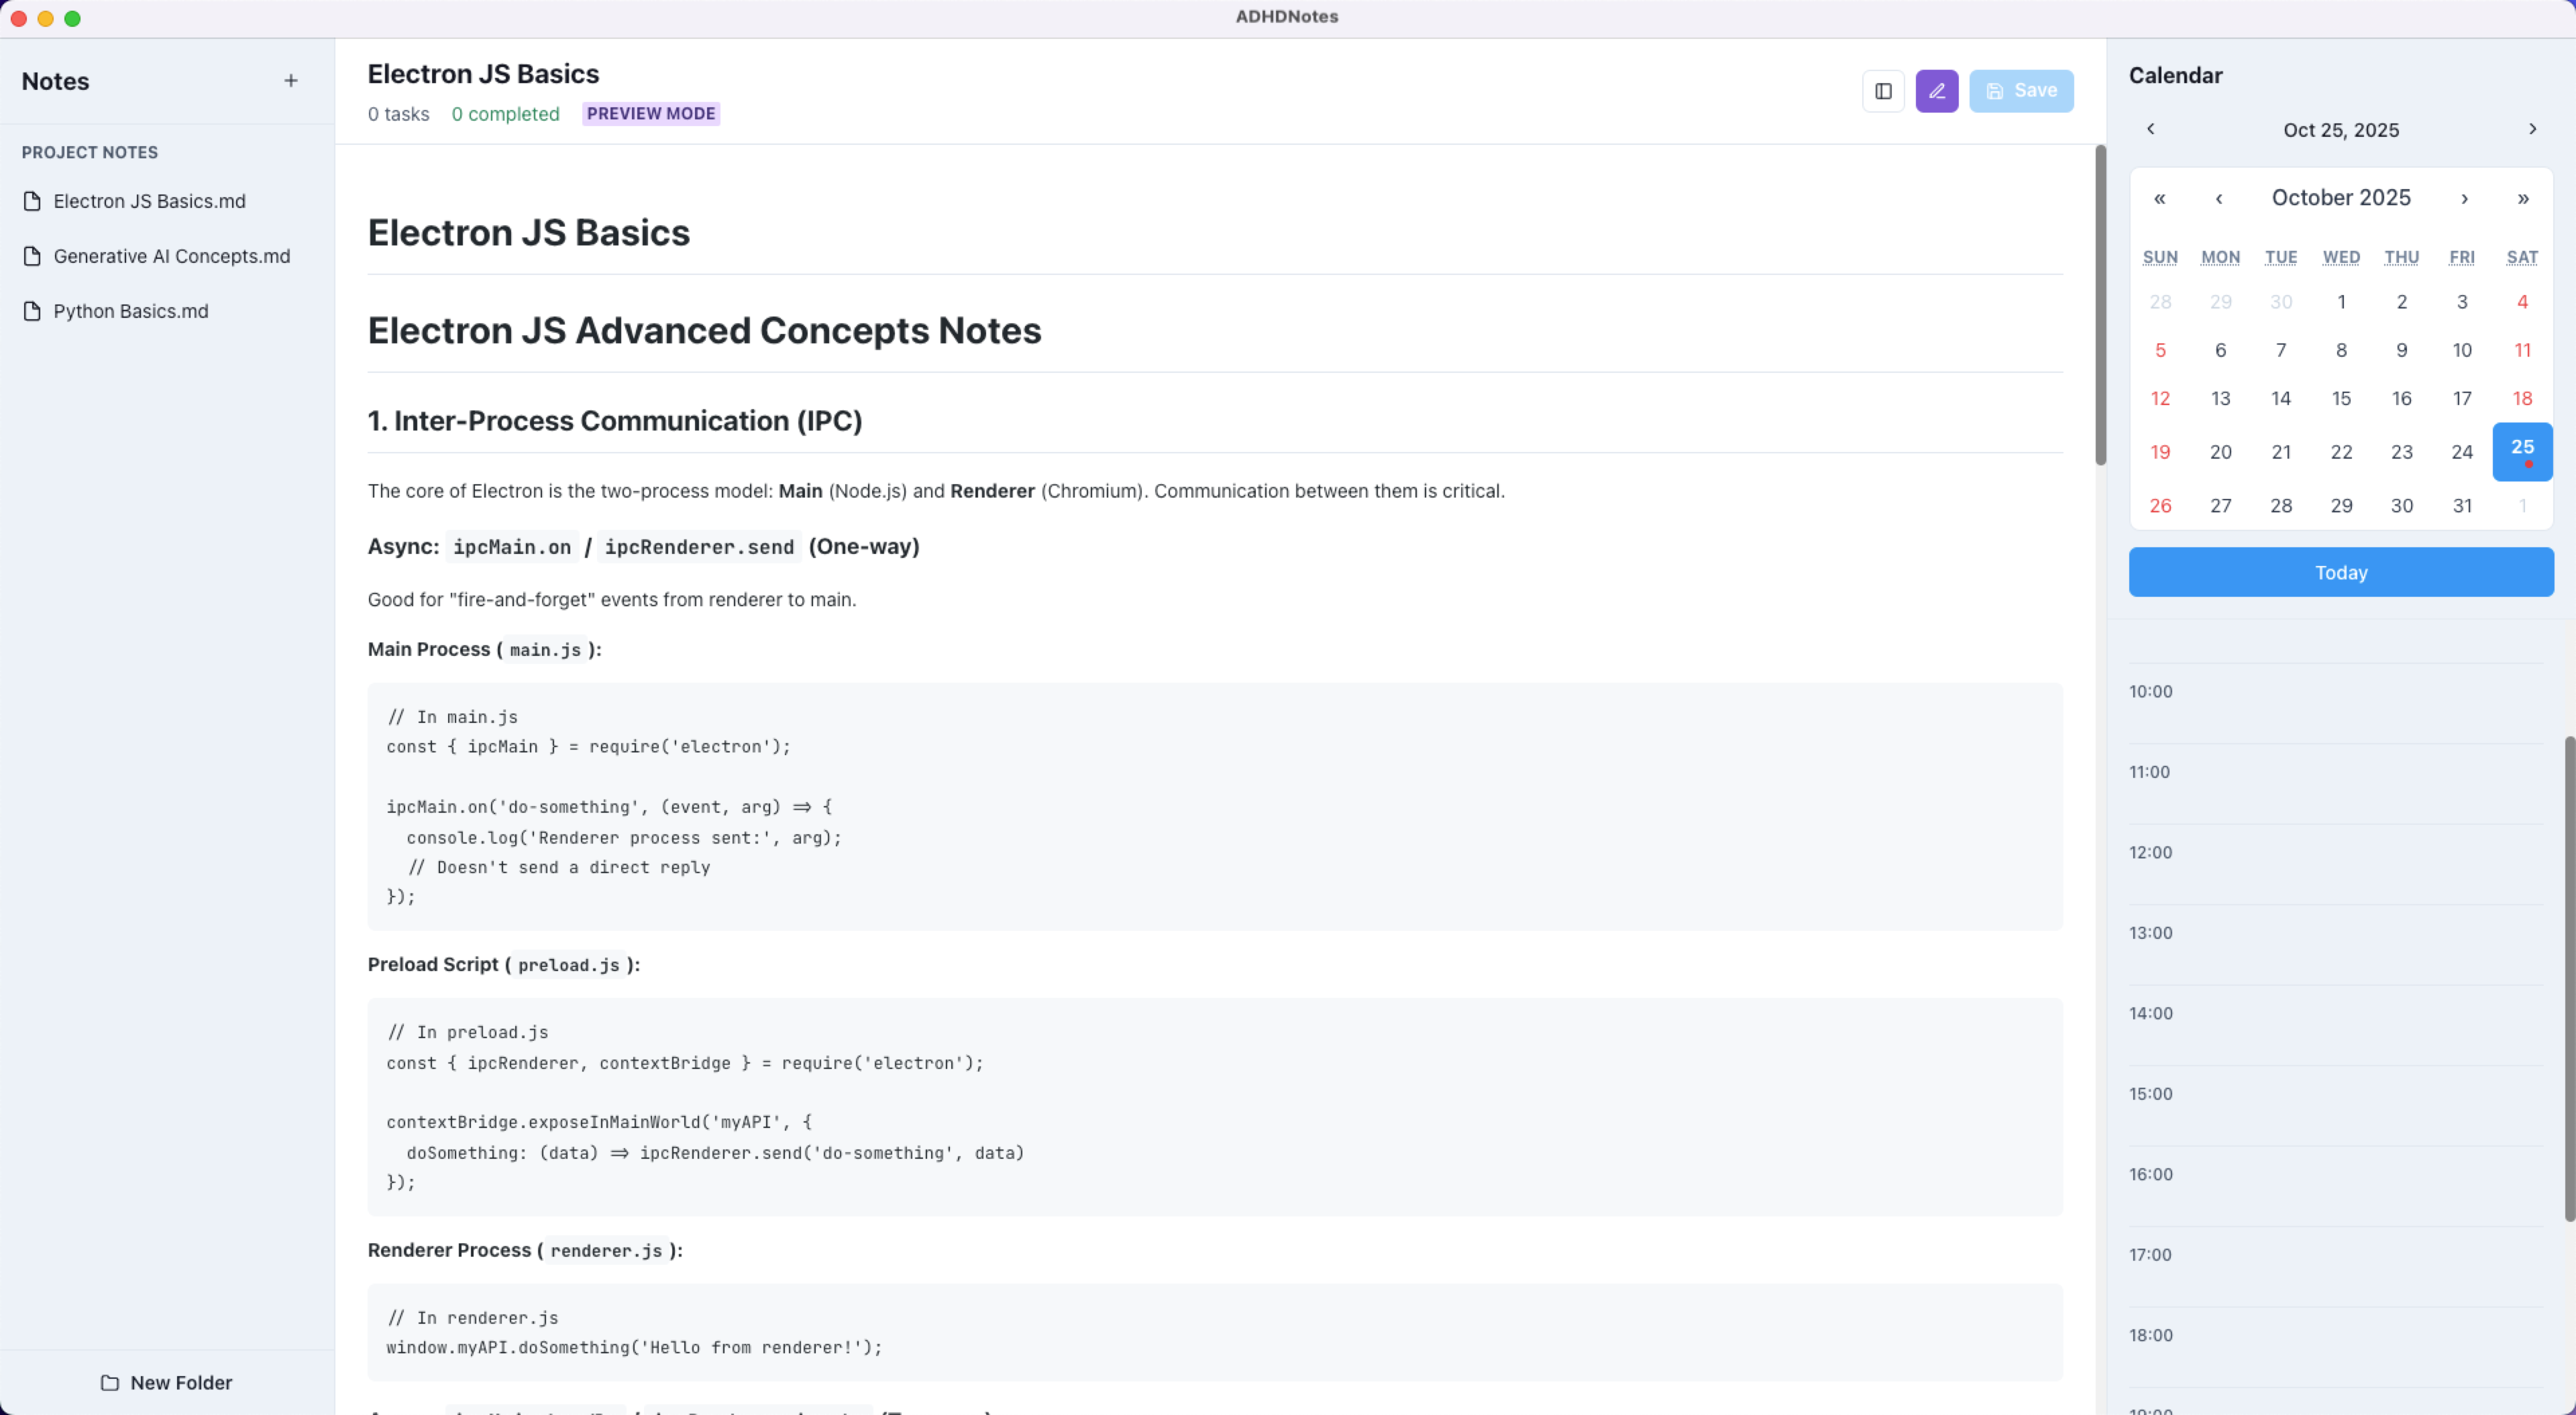 ADHDNotes
Notes
PROJECT NOTES
Electron JS Basics.md
Generative AI Concepts.md
Python Basics.md
New Folder
Electron JS Basics
0 tasks 0 completed PREVIEW MODE
Save
Electron JS Basics
Electron JS Advanced Concepts Notes
1. Inter-Process Communication (IPC)
The core of Electron is the two-process model: Main (Node.js) and Renderer (Chromium). Communication between them is critical.
Async: ipcMain.on / ipcRenderer.send (One-way)
Good for "fire-and-forget" events from renderer to main.
Main Process ( main.js ):
// In main.js
const { ipcMain } = require('electron');
ipcMain.on('do-something', (event, arg) => {
  console.log('Renderer process sent:', arg);
  // Doesn't send a direct reply
});
Preload Script ( preload.js ):
// In preload.js
const { ipcRenderer, contextBridge } = require('electron');
contextBridge.exposeInMainWorld('myAPI', {
  doSomething: (data) => ipcRenderer.send('do-something', data)
});
Renderer Process ( renderer.js ):
// In renderer.js
window.myAPI.doSomething('Hello from renderer!');
Calendar
‹ Oct 25, 2025 ›
« ‹ October 2025 › »
SUN MON TUE WED THU FRI SAT
28 29 30 1 2 3 4
5 6 7 8 9 10 11
12 13 14 15 16 17 18
19 20 21 22 23 24 25
26 27 28 29 30 31 1
Today
10:00
11:00
12:00
13:00
14:00
15:00
16:00
17:00
18:00